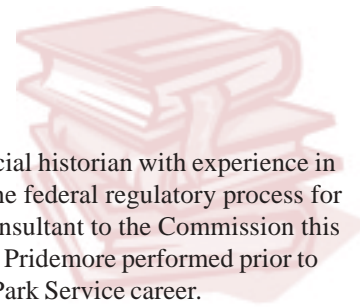 cial historian with experience in
he federal regulatory process for
onsultant to the Commission this
Pridemore performed prior to
Park Service career.